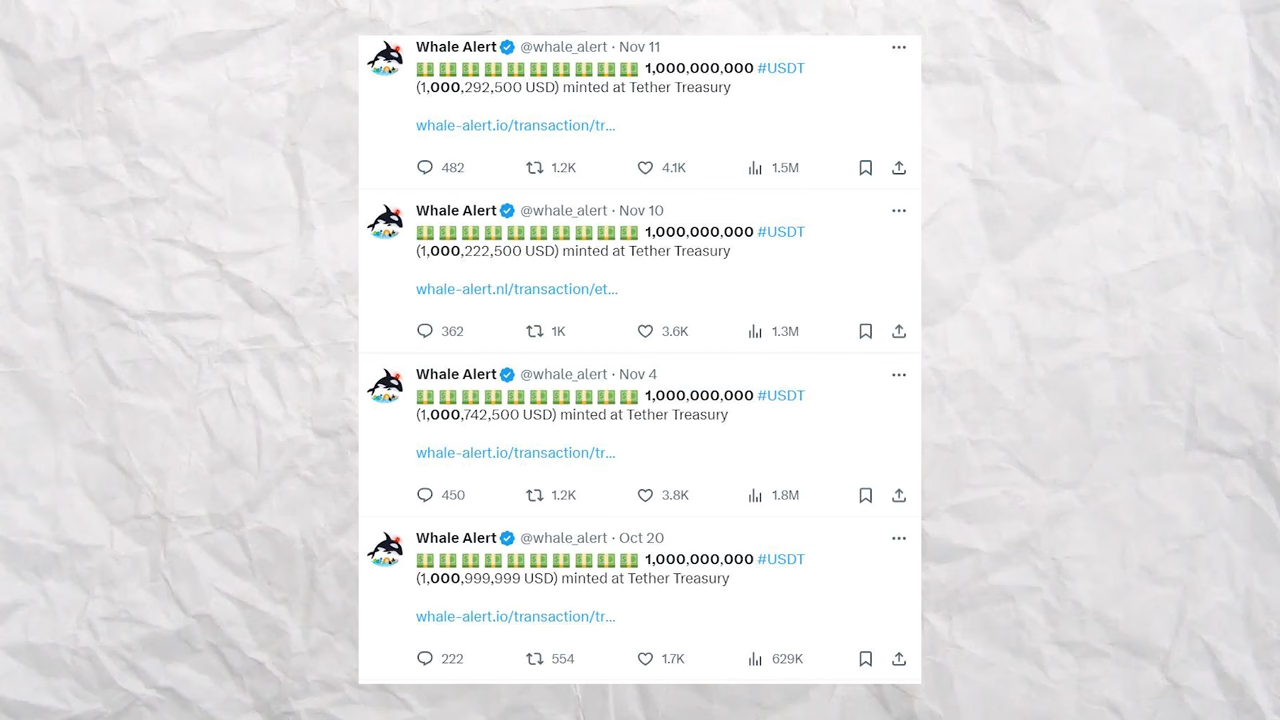 Whale Alert @whale_alert · Nov 11
💵 💵 💵 💵 💵 💵 💵 💵 💵 💵 1,000,000,000 #USDT
(1,000,292,500 USD) minted at Tether Treasury
whale-alert.io/transaction/tr...
482 1.2K 4.1K 1.5M
Whale Alert @whale_alert · Nov 10
💵 💵 💵 💵 💵 💵 💵 💵 💵 💵 1,000,000,000 #USDT
(1,000,222,500 USD) minted at Tether Treasury
whale-alert.nl/transaction/et...
362 1K 3.6K 1.3M
Whale Alert @whale_alert · Nov 4
💵 💵 💵 💵 💵 💵 💵 💵 💵 💵 1,000,000,000 #USDT
(1,000,742,500 USD) minted at Tether Treasury
whale-alert.io/transaction/tr...
450 1.2K 3.8K 1.8M
Whale Alert @whale_alert · Oct 20
💵 💵 💵 💵 💵 💵 💵 💵 💵 💵 1,000,000,000 #USDT
(1,000,999,999 USD) minted at Tether Treasury
whale-alert.io/transaction/tr...
222 554 1.7K 629K